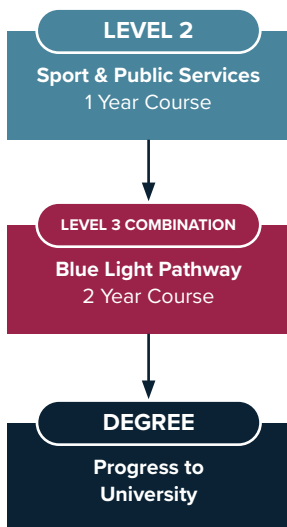 LEVEL 2
Sport & Public Services
1 Year Course
LEVEL 3 COMBINATION
Blue Light Pathway
2 Year Course
DEGREE
Progress to
University